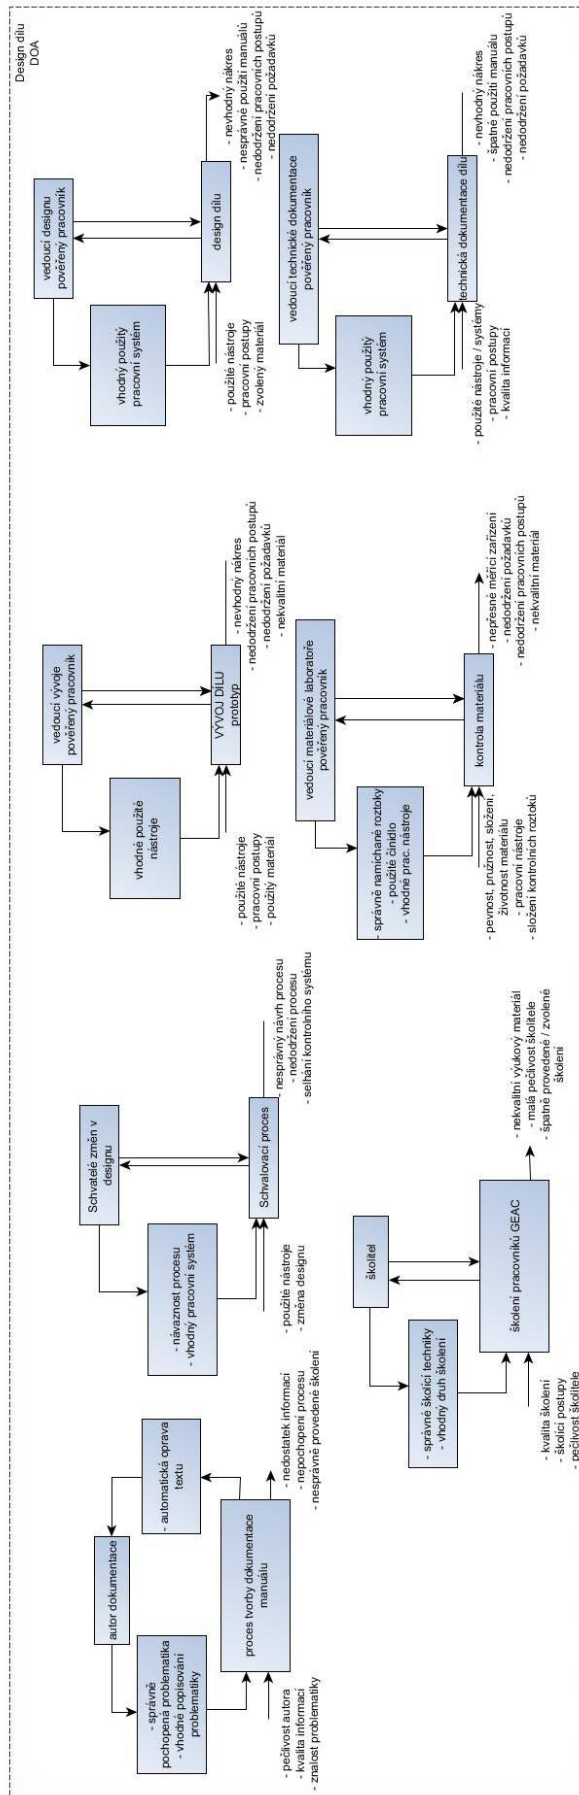 Design dílu
DOA
autor dokumentace
- správně
pochopená problematika
- vhodné popisování
problematiky
- automatická oprava
textu
proces tvorby dokumentace
manuálu
- pečlivost autora
- kvalita informací
- znalost problematiky
- nedostatek informací
- nepochopení procesu
- nesprávně provedené školení
Schvatelé změn v
designu
- návaznost procesu
- vhodný pracovní systém
Schvalovací proces
- použité nástroje
- změna designu
- nesprávný návrh procesu
- nedodržení procesu
- selhání kontrolního systému
vedoucí vývoje
pověřený pracovník
vhodné použité
nástroje
VÝVOJ DÍLU
prototyp
- použité nástroje
- pracovní postupy
- použitý materiál
- nevhodný nákres
- nedodržení pracovních postupů
- nedodržení požadavků
- nekvalitní materiál
vedoucí designu
pověřený pracovník
vhodný použitý
pracovní systém
design dílu
- použité nástroje
- pracovní postupy
- zvolený materiál
- nevhodný nákres
- nesprávné použití manuálů
- nedodržení pracovních postupů
- nedodržení požadavků
školitel
- správné školící techniky
- vhodný druh školení
školení pracovníků GEAC
- kvalita školení
- školící postupy
- pečlivost školitele
- nekvalitní výukový materiál
- malá pečlivost školitele
- špatně provedené / zvolené
školení
vedoucí materiálové laboratoře
pověřený pracovník
- správně namíchané roztoky
- použité činidlo
- vhodné prac. nástroje
kontrola materiálu
- pevnost, pružnost, složení,
životnost materiálu
- pracovní nástroje
- složení kontrolních roztoků
- nepřesné měřící zařízení
- nedodržení požadavků
- nedodržení pracovních postupů
- nekvalitní materiál
vedoucí technické dokumentace
pověřený pracovník
vhodný použitý
pracovní systém
technická dokumentace dílu
- použité nástroje / systémy
- pracovní postupy
- kvalita informací
- nevhodný nákres
- špatné použití manuálů
- nedodržení pracovních postupů
- nedodržení požadavků